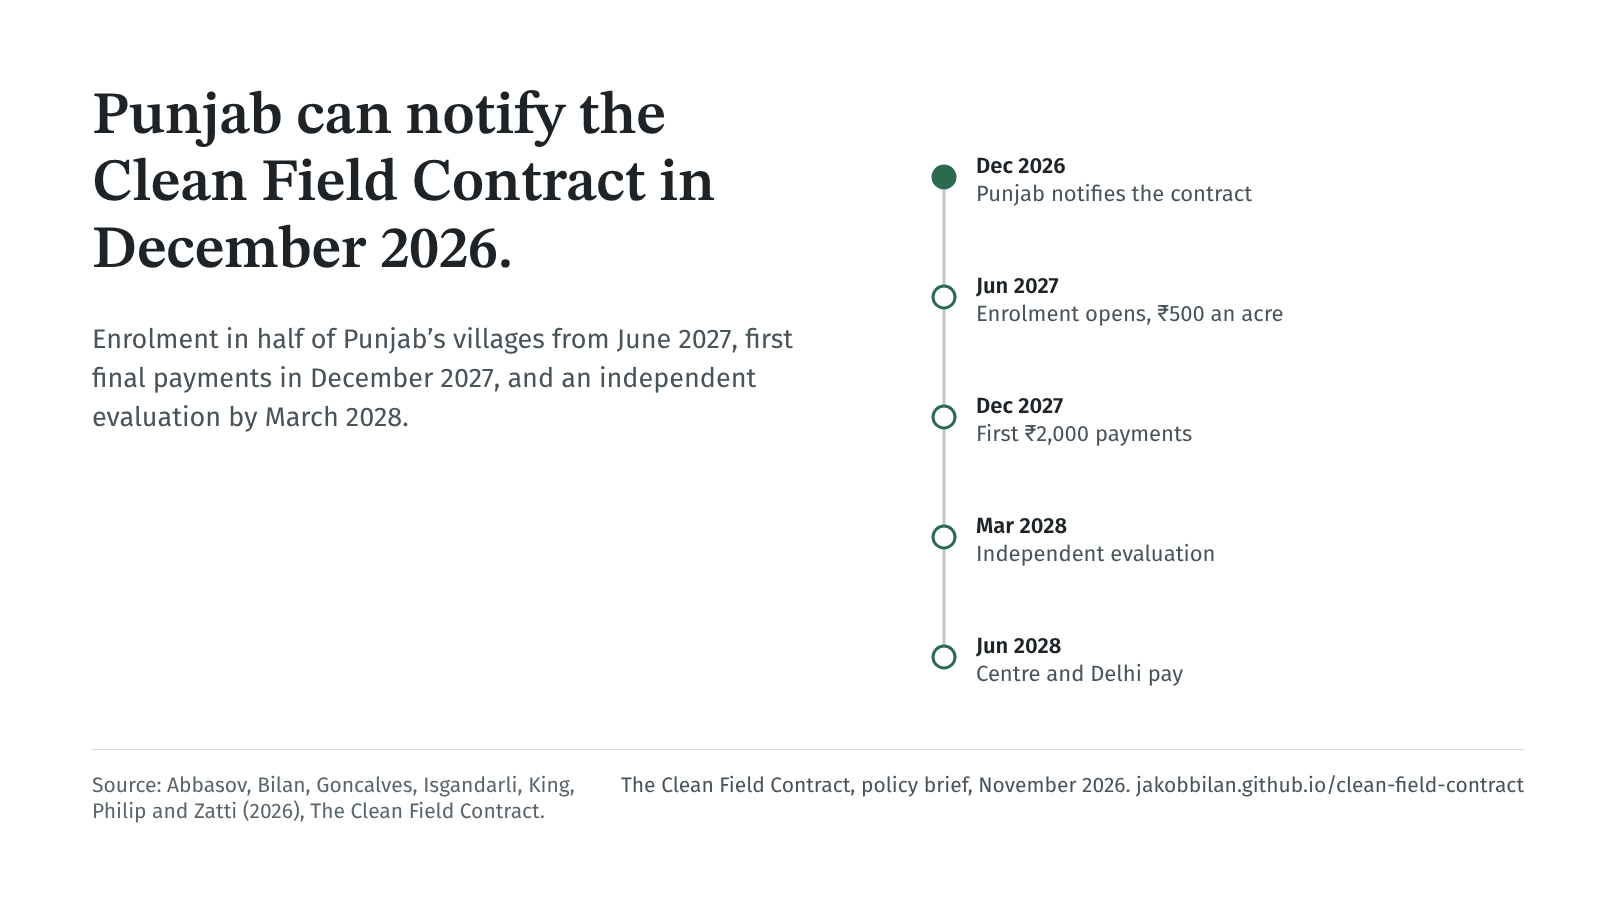 Punjab can notify the
Clean Field Contract in
December 2026.
Enrolment in half of Punjab’s villages from June 2027, first
final payments in December 2027, and an independent
evaluation by March 2028.
Dec 2026
Punjab notifies the contract
Jun 2027
Enrolment opens, ₹500 an acre
Dec 2027
First ₹2,000 payments
Mar 2028
Independent evaluation
Jun 2028
Centre and Delhi pay
Source: Abbasov, Bilan, Goncalves, Isgandarli, King,
Philip and Zatti (2026), The Clean Field Contract.
The Clean Field Contract, policy brief, November 2026. jakobbilan.github.io/clean-field-contract